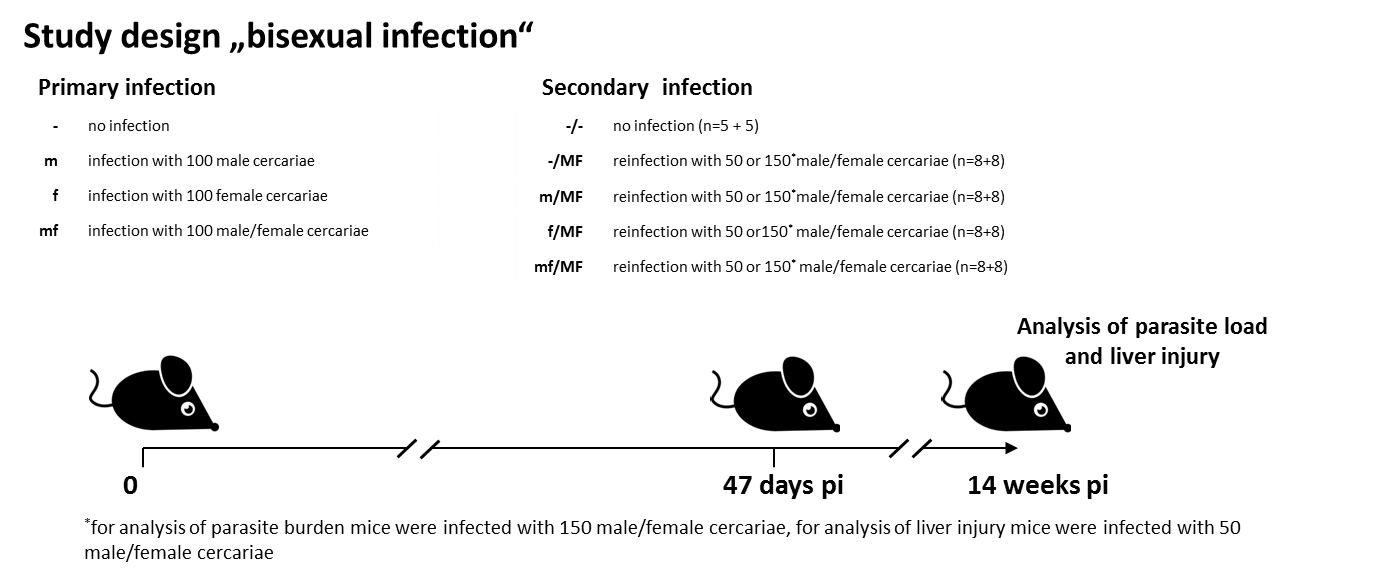 Study design „bisexual infection“
Primary infection
- no infection
m infection with 100 male cercariae
f infection with 100 female cercariae
mf infection with 100 male/female cercariae
Secondary infection
-/- no infection (n=5 + 5)
-/MF reinfection with 50 or 150*male/female cercariae (n=8+8)
m/MF reinfection with 50 or 150*male/female cercariae (n=8+8)
f/MF reinfection with 50 or150* male/female cercariae (n=8+8)
mf/MF reinfection with 50 or 150* male/female cercariae (n=8+8)
Analysis of parasite load
and liver injury
0
47 days pi
14 weeks pi
*for analysis of parasite burden mice were infected with 150 male/female cercariae, for analysis of liver injury mice were infected with 50
male/female cercariae